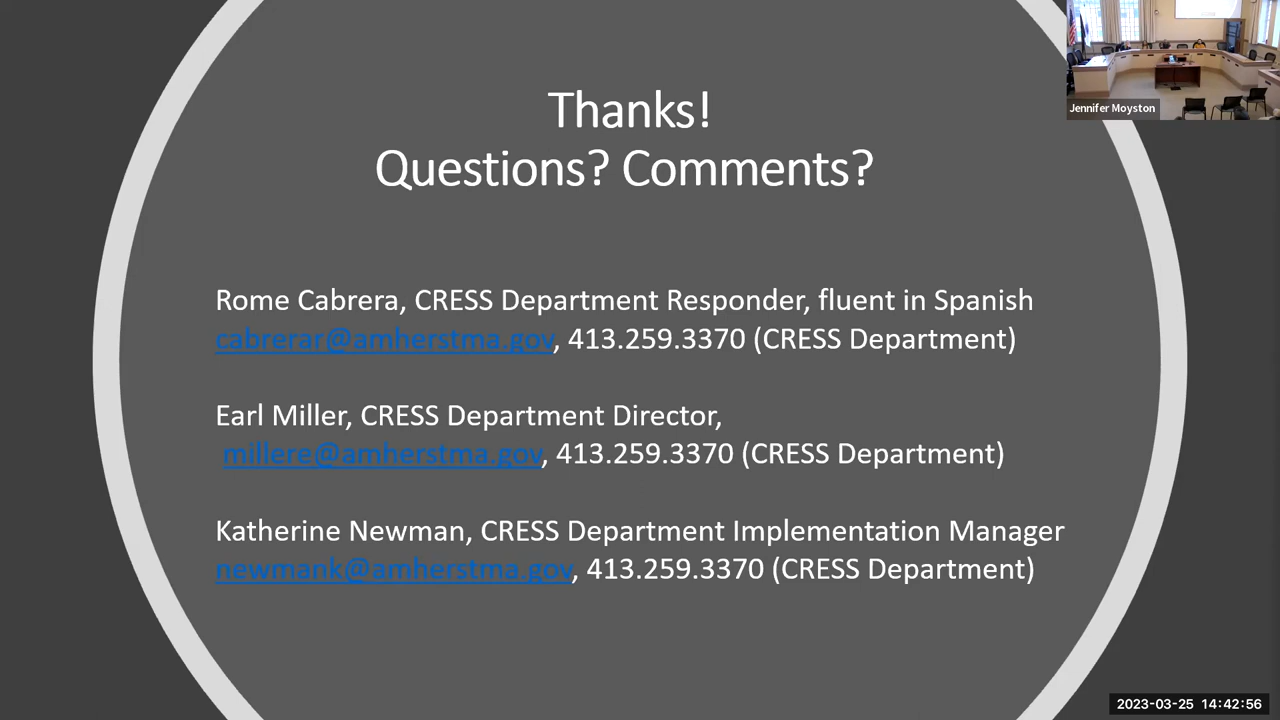 Thanks!
Questions? Comments?
Jennifer Moyston
Rome Cabrera, CRESS Department Responder, fluent in Spanish
cabrerar@amherstma.gov, 413.259.3370 (CRESS Department)
Earl Miller, CRESS Department Director,
millere@amherstma.gov, 413.259.3370 (CRESS Department)
Katherine Newman, CRESS Department Implementation Manager
newmank@amherstma.gov, 413.259.3370 (CRESS Department)
2023-03-25 14:42:56